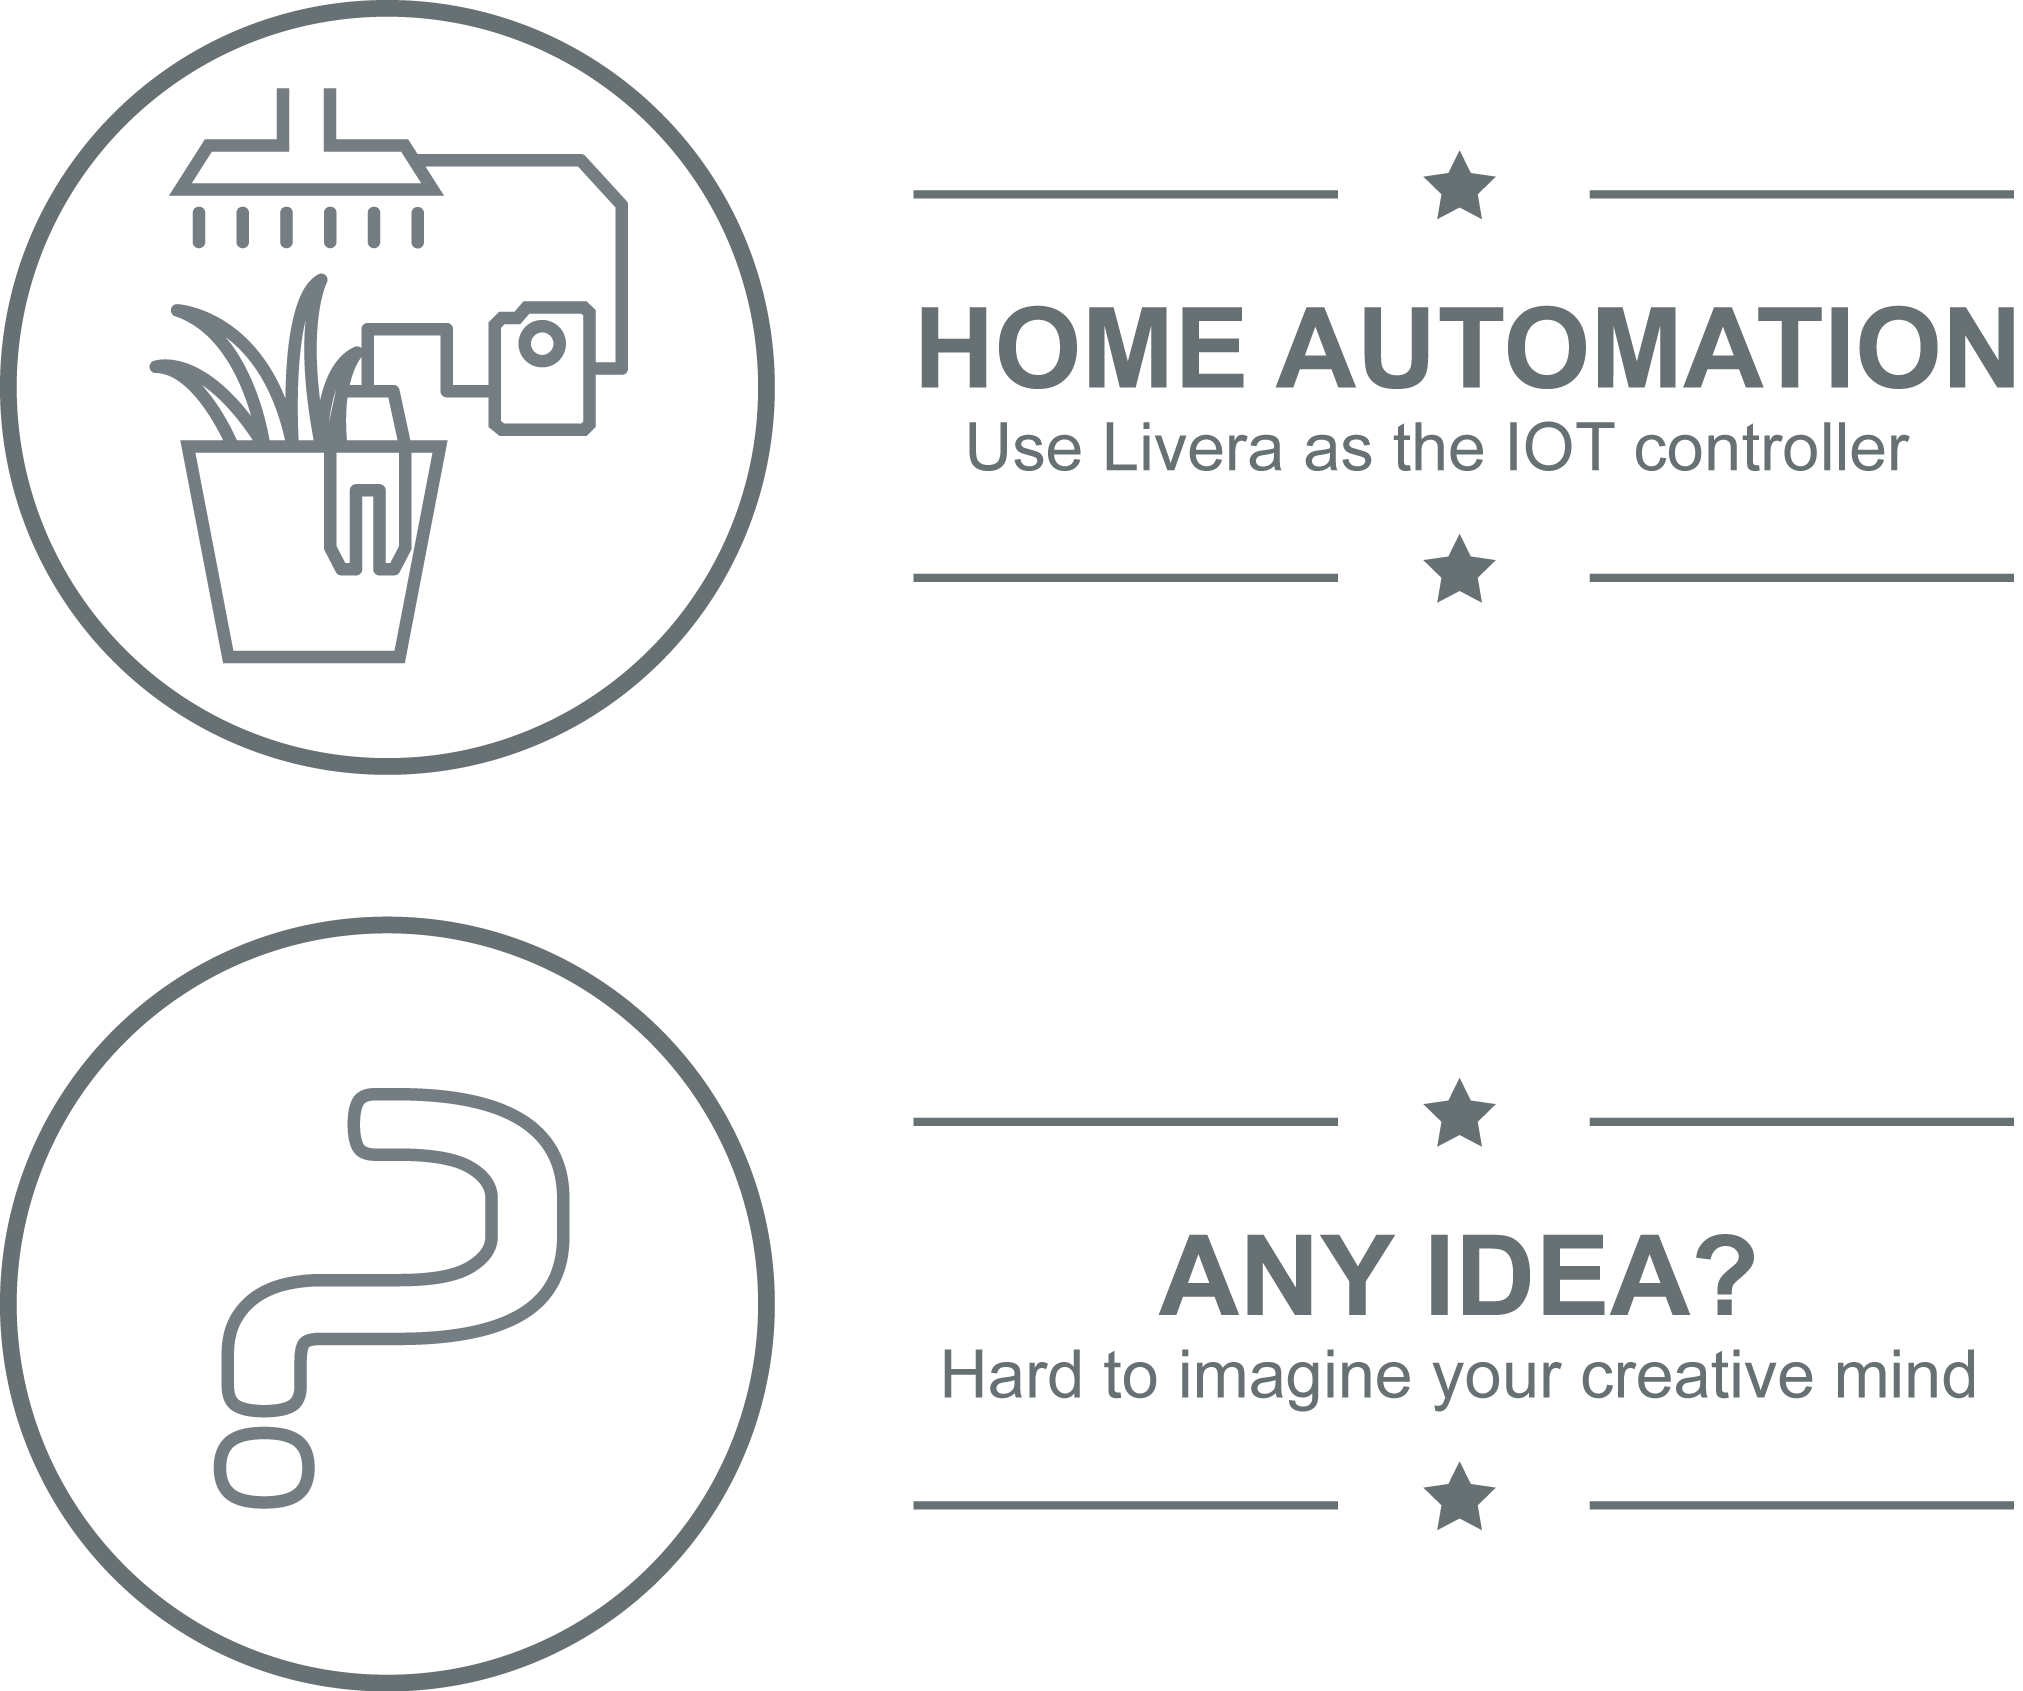 HOME AUTOMATION
Use Livera as the IOT controller
ANY IDEA?
Hard to imagine your creative mind